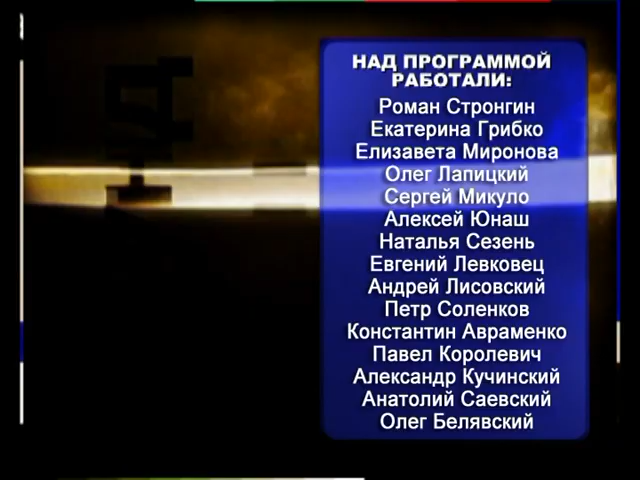 НАД ПРОГРАММОЙ
РАБОТАЛИ:
Роман Стронгин
Екатерина Грибко
Елизавета Миронова
Олег Лапицкий
Сергей Микуло
Алексей Юнаш
Наталья Сезень
Евгений Левковец
Андрей Лисовский
Петр Соленков
Константин Авраменко
Павел Королевич
Александр Кучинский
Анатолий Саевский
Олег Белявский